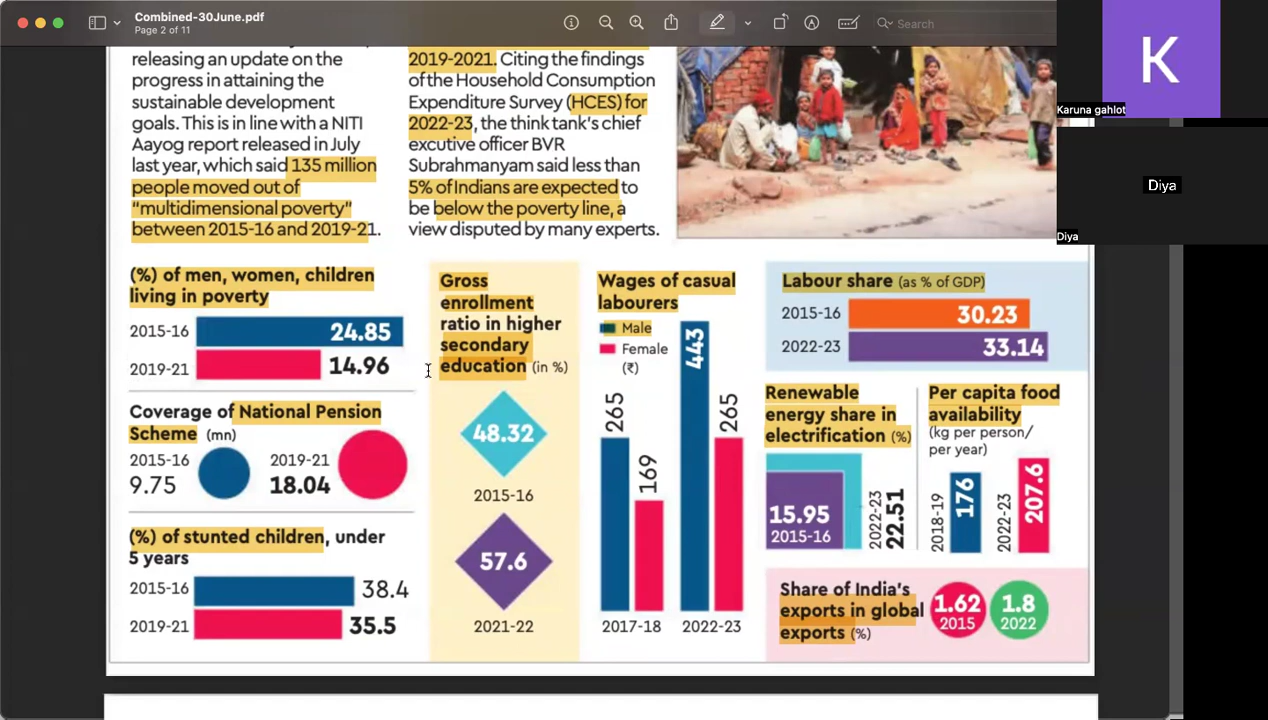 Combined-30June.pdf
Page 2 of 11
Search
K
Karuna gahlot
Diya
Diya
releasing an update on the
progress in attaining the
sustainable development
goals. This is in line with a NITI
Aayog report released in July
last year, which said 135 million
people moved out of
“multidimensional poverty”
between 2015-16 and 2019-21.
2019-2021. Citing the findings
of the Household Consumption
Expenditure Survey (HCES) for
2022-23, the think tank’s chief
excutive officer BVR
Subrahmanyam said less than
5% of Indians are expected to
be below the poverty line, a
view disputed by many experts.
(%) of men, women, children
living in poverty
2015-16 24.85
2019-21 14.96
Coverage of National Pension
Scheme (mn)
2015-16 2019-21
9.75 18.04
(%) of stunted children, under
5 years
2015-16 38.4
2019-21 35.5
Gross
enrollment
ratio in higher
secondary
education (in %)
48.32
2015-16
57.6
2021-22
Wages of casual
labourers
Male
Female
(₹)
265 169 443 265
2017-18 2022-23
Labour share (as % of GDP)
2015-16 30.23
2022-23 33.14
Renewable
energy share in
electrification (%)
15.95
2015-16
2022-23
22.51
Per capita food
availability
(kg per person/
per year)
2018-19 176
2022-23 207.6
Share of India’s
exports in global
exports (%)
1.62
2015
1.8
2022